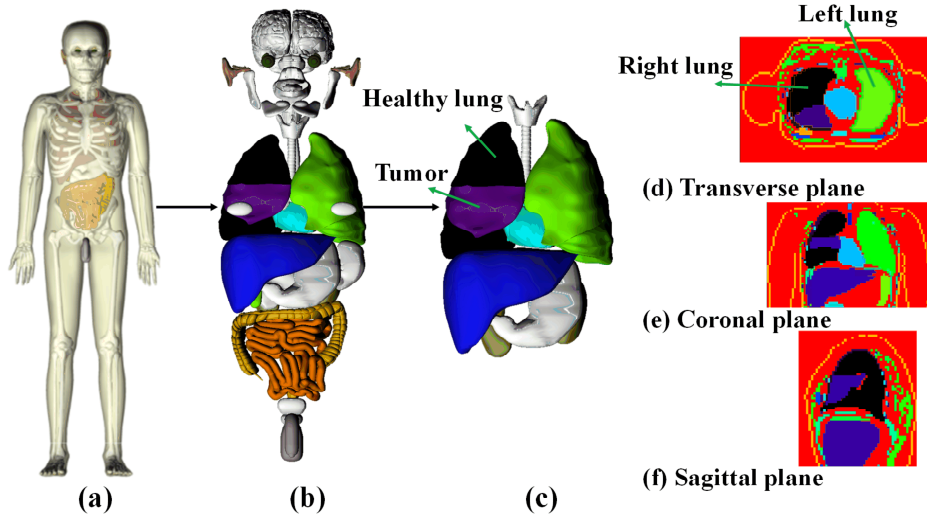 Left lung
Right lung
Healthy lung
Tumor
(d) Transverse plane
(e) Coronal plane
(f) Sagittal plane
(a)
(b)
(c)